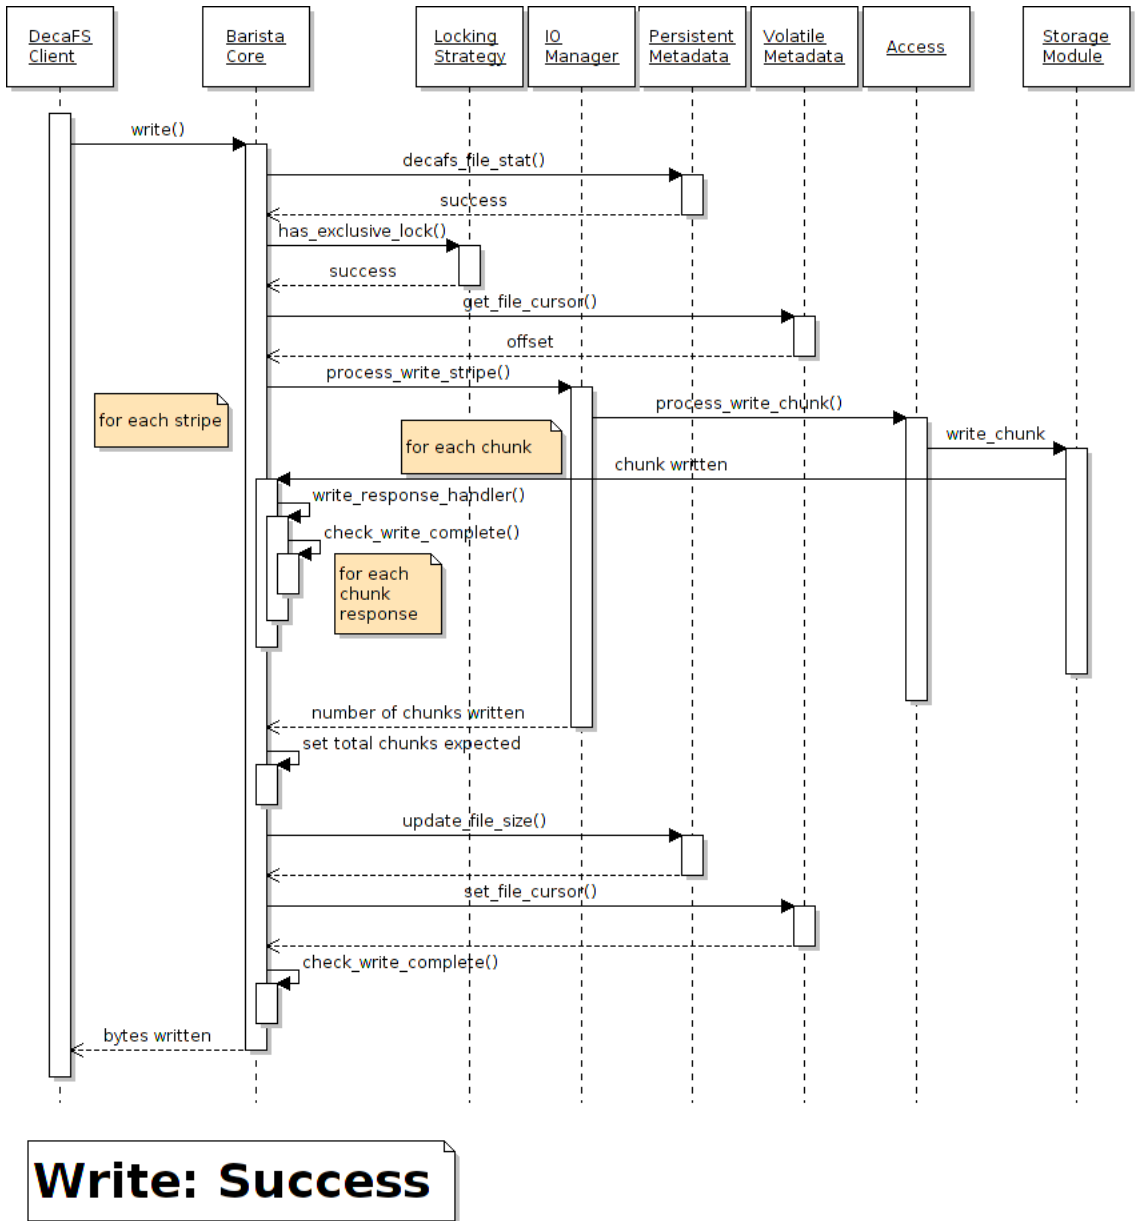 DecaFS
Client
Barista
Core
Locking
Strategy
IO
Manager
Persistent
Metadata
Volatile
Metadata
Access
Storage
Module
write()
decafs_file_stat()
success
has_exclusive_lock()
success
get_file_cursor()
offset
process_write_stripe()
for each stripe
process_write_chunk()
for each chunk
write_chunk
chunk written
write_response_handler()
check_write_complete()
for each
chunk
response
number of chunks written
set total chunks expected
update_file_size()
set_file_cursor()
check_write_complete()
bytes written
Write: Success